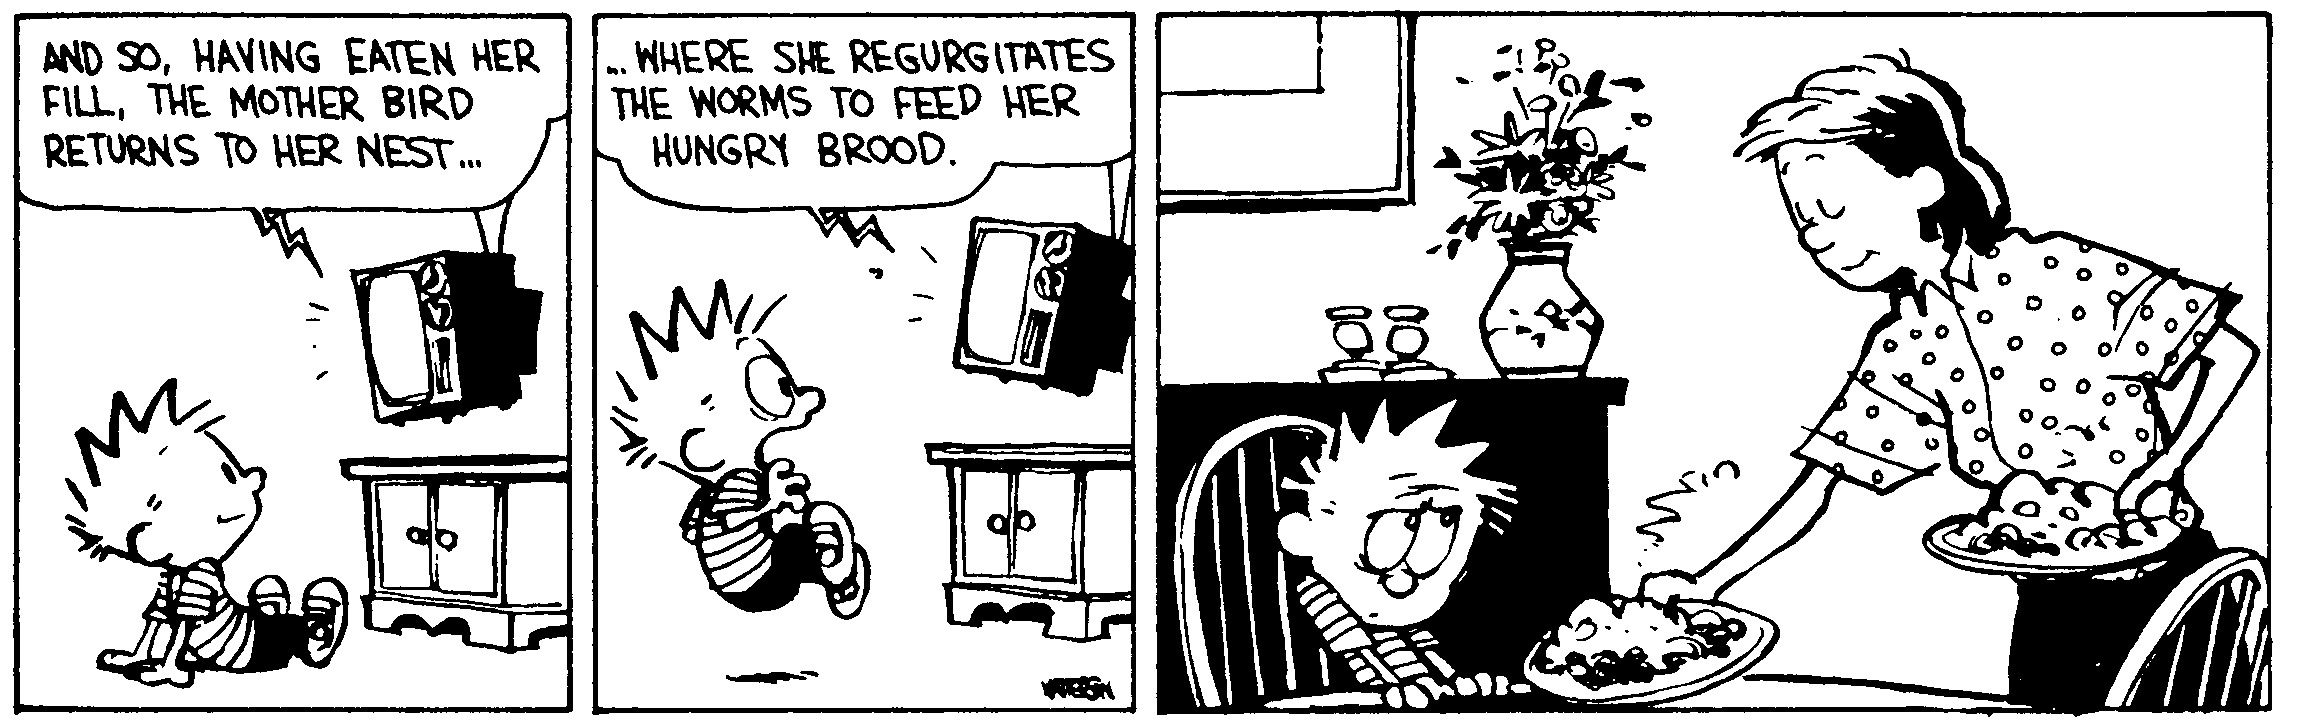 AND SO, HAVING EATEN HER
FILL, THE MOTHER BIRD
RETURNS TO HER NEST...
...WHERE SHE REGURGITATES
THE WORMS TO FEED HER
HUNGRY BROOD.
WATTERSON